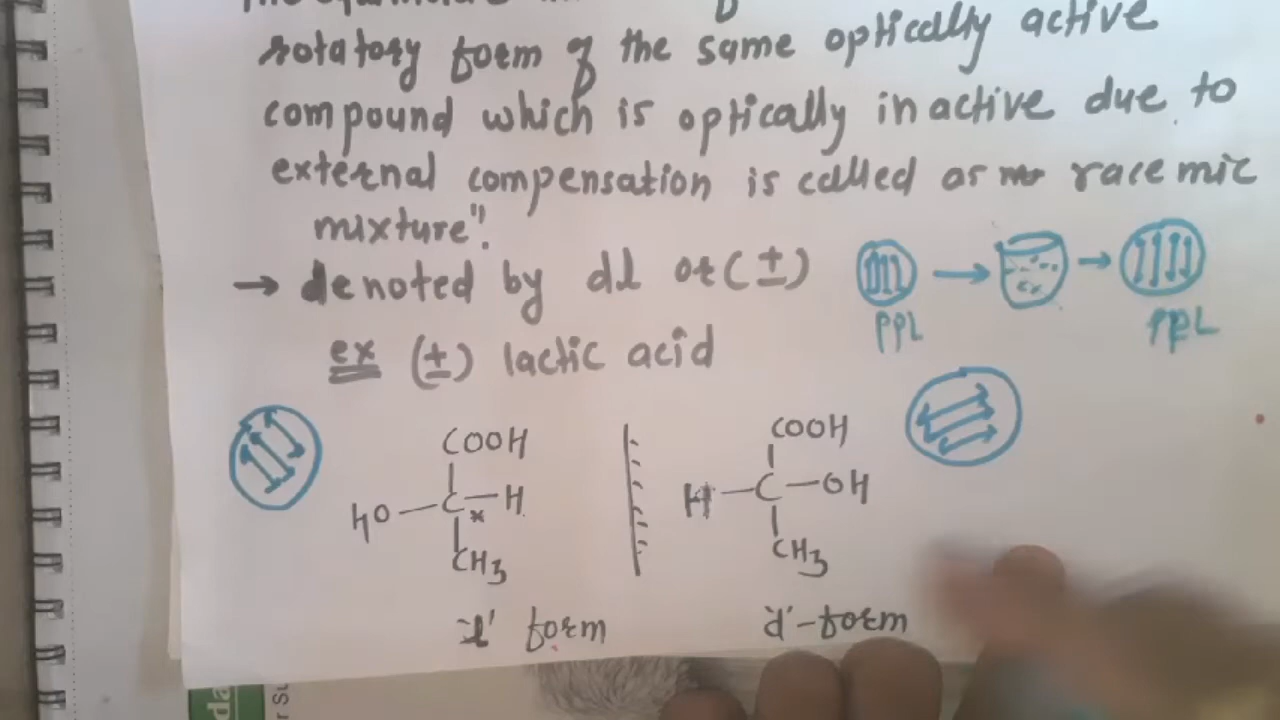 rotatory form of the same optically active
compound which is optically inactive due to
external compensation is called as racemic
mixture".
→ denoted by dl or (±)
PPL PPL
ex (±) lactic acid
COOH
HO—C—H
*
CH3
'l' form
COOH
H—C—OH
CH3
'd'-form
da
r Su